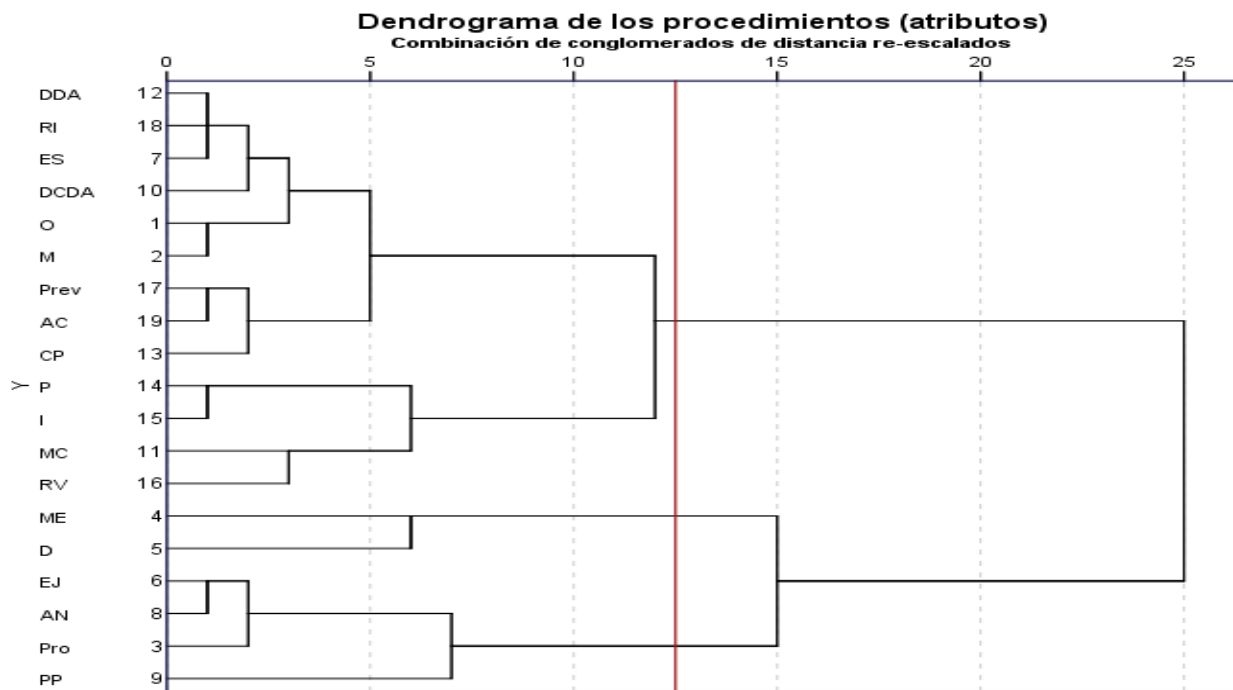 Dendrograma de los procedimientos (atributos)
Combinación de conglomerados de distancia re-escalados
0 5 10 15 20 25
DDA 12
RI 18
ES 7
DCDA 10
O 1
M 2
Prev 17
AC 19
CP 13
Y
P 14
I 15
MC 11
RV 16
ME 4
D 5
EJ 6
AN 8
Pro 3
PP 9